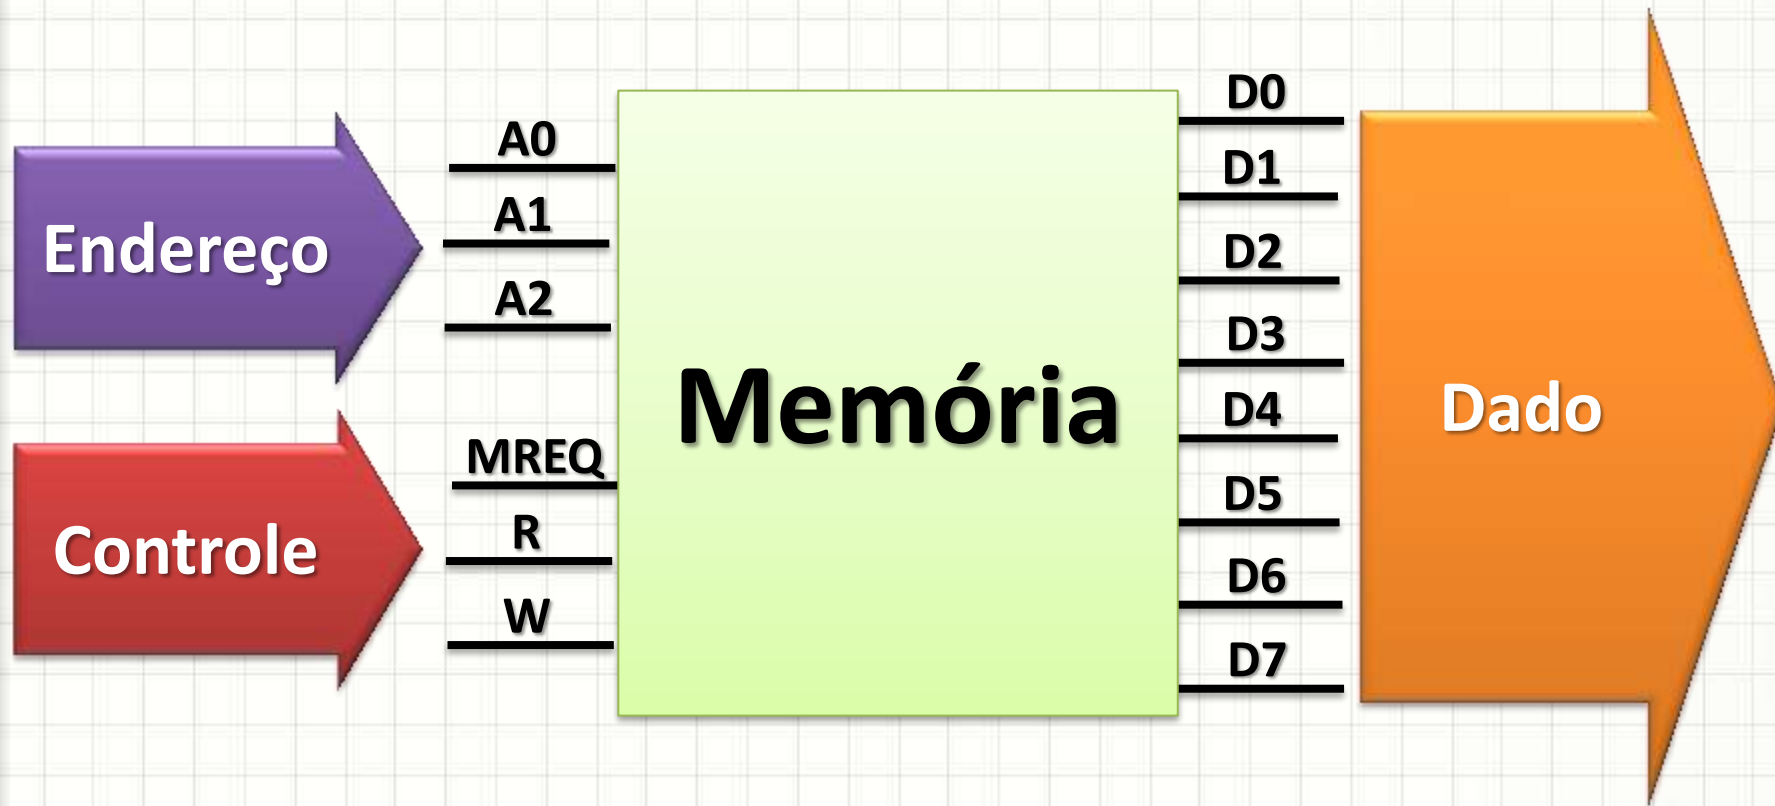 Endereço
A0
A1
A2
Controle
MREQ
R
W
Memória
D0
D1
D2
D3
D4
D5
D6
D7
Dado